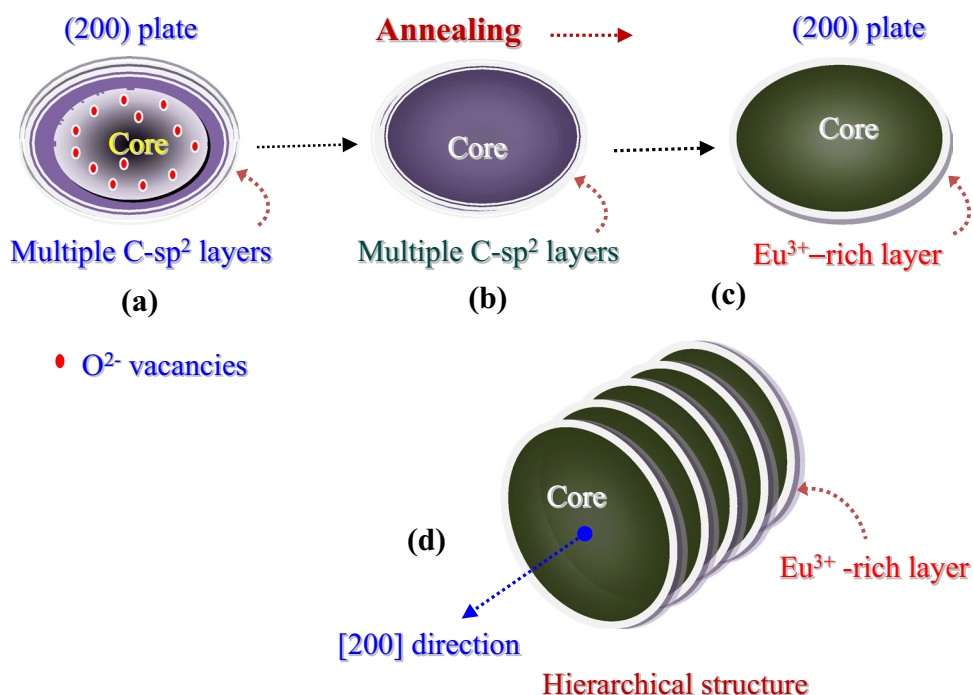 (200) plate
Annealing
(200) plate
Core
Core
Core
Multiple C-sp² layers
Multiple C-sp² layers
Eu³⁺–rich layer
(a)
(b)
(c)
O²⁻ vacancies
Core
(d)
Eu³⁺ -rich layer
[200] direction
Hierarchical structure